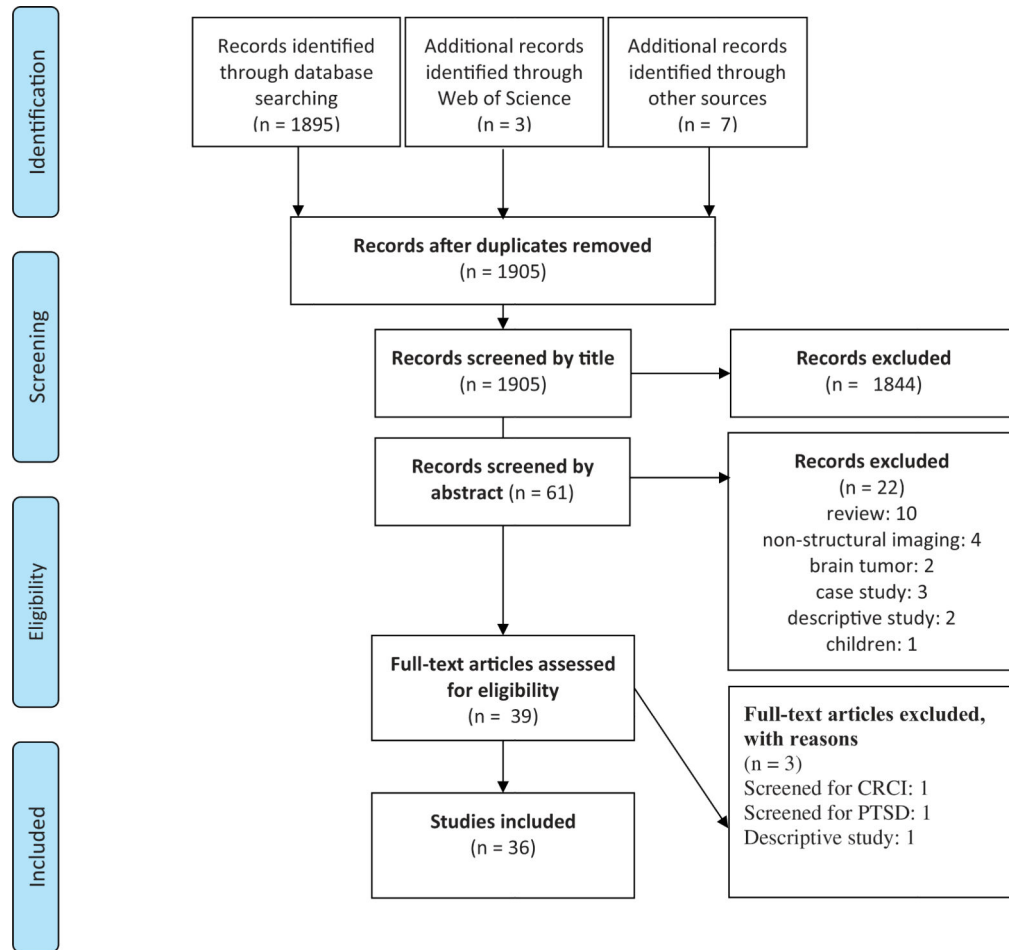 Identification
Records identified
through database
searching
(n = 1895)
Additional records
identified through
Web of Science
(n = 3)
Additional records
identified through
other sources
(n = 7)
Records after duplicates removed
(n = 1905)
Screening
Records screened by title
(n = 1905)
Records excluded
(n = 1844)
Records screened by
abstract (n = 61)
Records excluded
(n = 22)
review: 10
non-structural imaging: 4
brain tumor: 2
case study: 3
descriptive study: 2
children: 1
Eligibility
Full-text articles assessed
for eligibility
(n = 39)
Full-text articles excluded,
with reasons
(n = 3)
Screened for CRCI: 1
Screened for PTSD: 1
Descriptive study: 1
Included
Studies included
(n = 36)